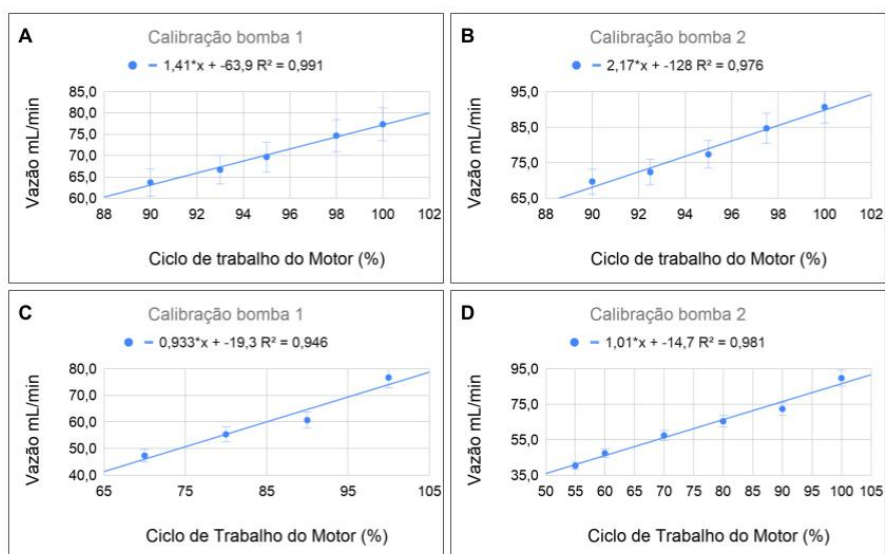 A
Calibração bomba 1
1,41*x + -63,9 R² = 0,991
Vazão mL/min
85,0
80,0
75,0
70,0
65,0
60,0
88 90 92 94 96 98 100 102
Ciclo de trabalho do Motor (%)
B
Calibração bomba 2
2,17*x + -128 R² = 0,976
Vazão mL/min
95,0
85,0
75,0
65,0
88 90 92 94 96 98 100 102
Ciclo de trabalho do Motor (%)
C
Calibração bomba 1
0,933*x + -19,3 R² = 0,946
Vazão mL/min
80,0
70,0
60,0
50,0
40,0
65 75 85 95 105
Ciclo de Trabalho do Motor (%)
D
Calibração bomba 2
1,01*x + -14,7 R² = 0,981
Vazão mL/min
95,0
75,0
55,0
35,0
50 55 60 65 70 75 80 85 90 95 100 105
Ciclo de Trabalho do Motor (%)